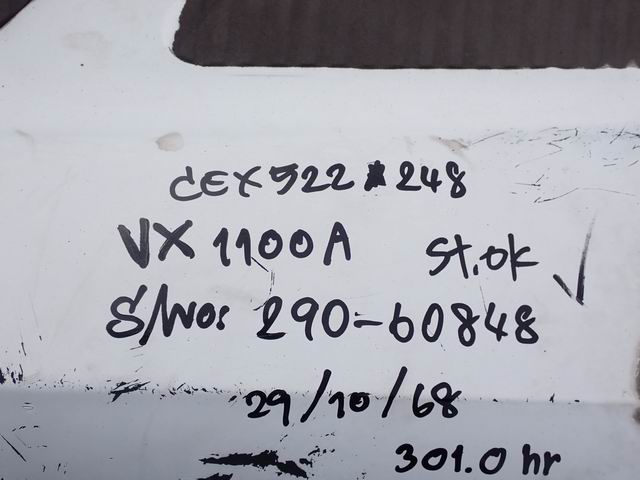 CEX522 * 248
VX 1100A
St.ok ✓
S/No: 290-60848
29/10/68
301.0 hr